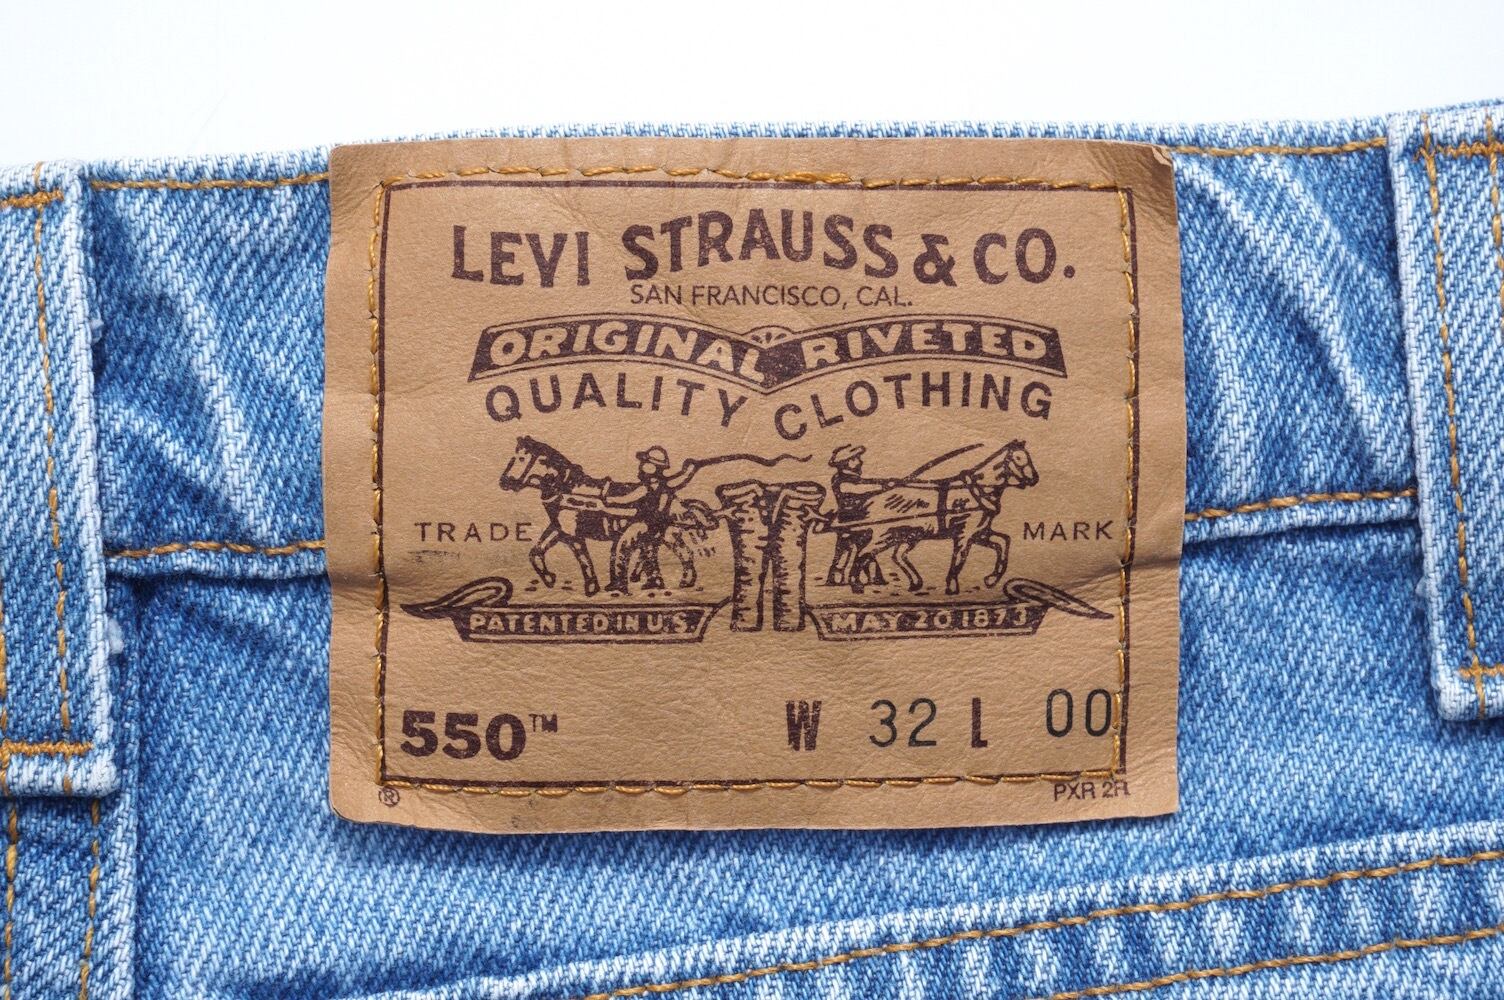 LEVI STRAUSS & CO.
SAN FRANCISCO, CAL.
ORIGINAL RIVETED
QUALITY CLOTHING
TRADE MARK
PATENTED IN U.S. MAY 20 1873
550™ W 32 L 00
® PXR 2R